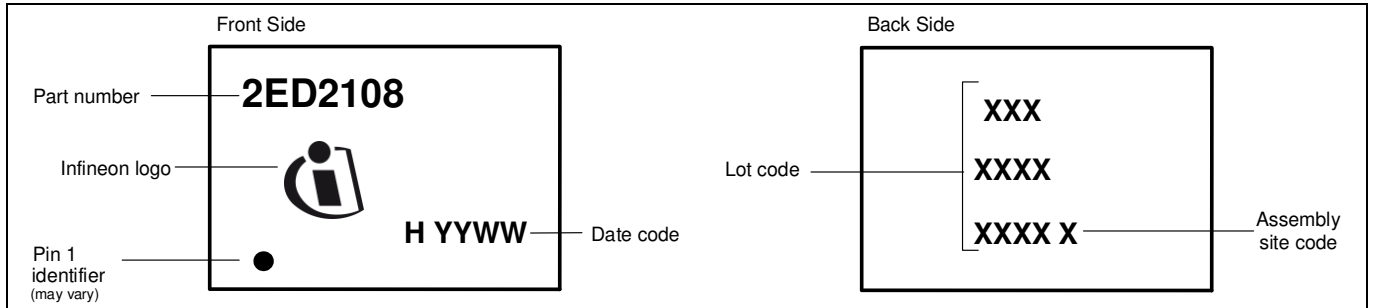 Front Side
Part number
2ED2108
Infineon logo
H YYWW
Date code
Pin 1
identifier
(may vary)
Back Side
XXX
Lot code
XXXX
XXXX X
Assembly
site code